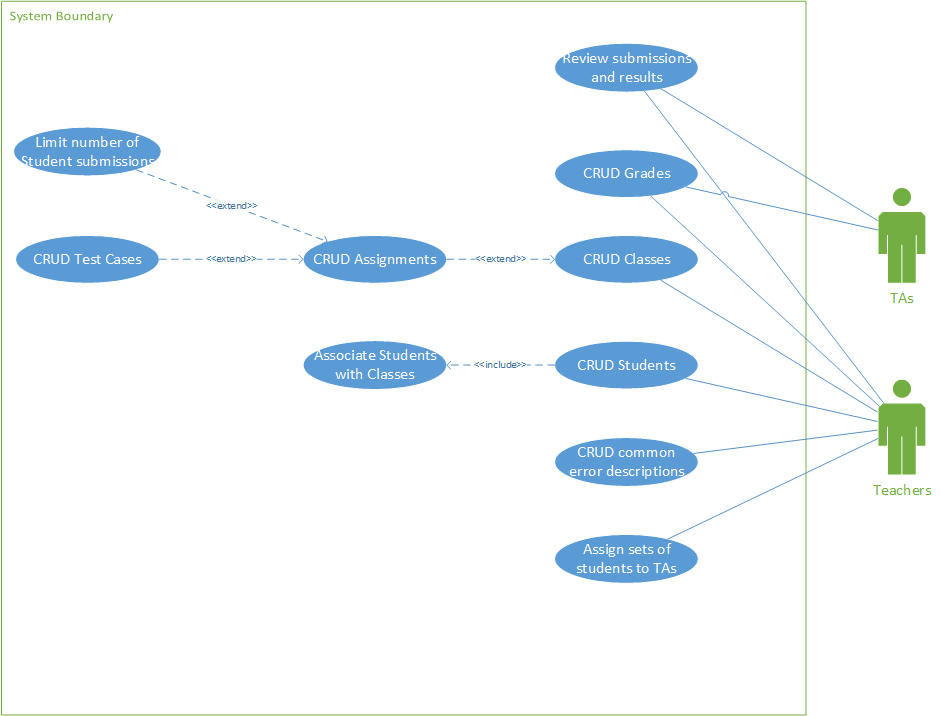 System Boundary
Review submissions
and results
Limit number of
Student submissions
CRUD Grades
<<extend>>
CRUD Test Cases
<<extend>>
CRUD Assignments
<<extend>>
CRUD Classes
TAs
Associate Students
with Classes
<<include>>
CRUD Students
CRUD common
error descriptions
Teachers
Assign sets of
students to TAs